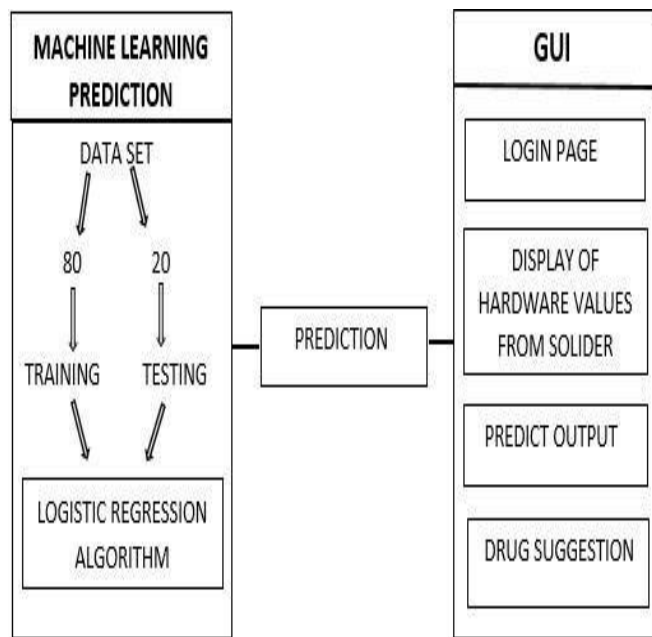 MACHINE LEARNING
PREDICTION
DATA SET
80
20
TRAINING
TESTING
LOGISTIC REGRESSION
ALGORITHM
PREDICTION
GUI
LOGIN PAGE
DISPLAY OF
HARDWARE VALUES
FROM SOLIDER
PREDICT OUTPUT
DRUG SUGGESTION